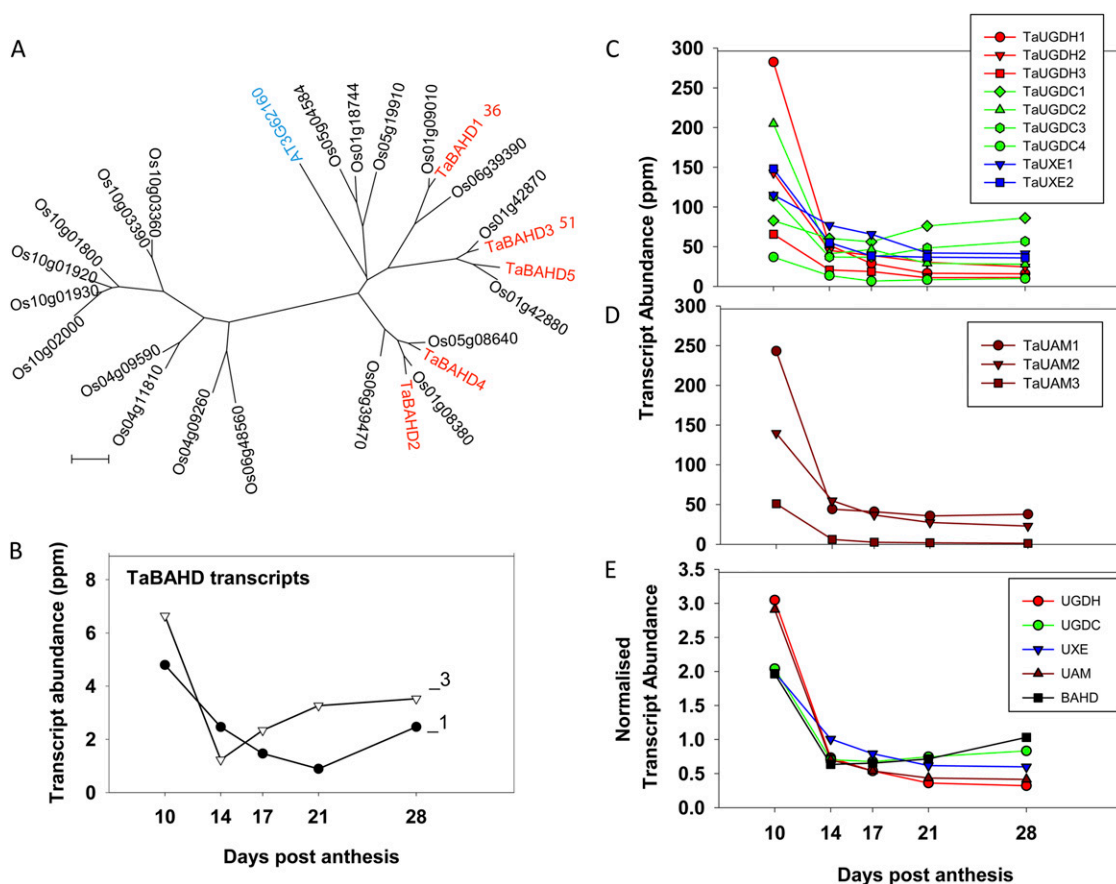 A
AT3G62160
Os05g04584
Os01g18744
Os05g19910
Os01g09010
TaBAHD1 36
Os06g39390
Os01g42870
TaBAHD3 51
TaBAHD5
Os01g42880
Os05g08640
TaBAHD4
Os01g08380
TaBAHD2
Os06g39470
Os06g48560
Os04g09260
Os04g11810
Os04g09590
Os10g02000
Os10g01930
Os10g01920
Os10g01800
Os10g03390
Os10g03360
B
TaBAHD transcripts
Transcript abundance (ppm)
8
6
4
2
0
_3
_1
10 14 17 21 28
Days post anthesis
C
TaUGDH1
TaUGDH2
TaUGDH3
TaUGDC1
TaUGDC2
TaUGDC3
TaUGDC4
TaUXE1
TaUXE2
300
250
200
150
100
50
0
Transcript Abundance (ppm)
D
TaUAM1
TaUAM2
TaUAM3
300
250
200
150
100
50
0
E
UGDH
UGDC
UXE
UAM
BAHD
3.5
3.0
2.5
2.0
1.5
1.0
0.5
0.0
Normalised
Transcript Abundance
10 14 17 21 28
Days post anthesis